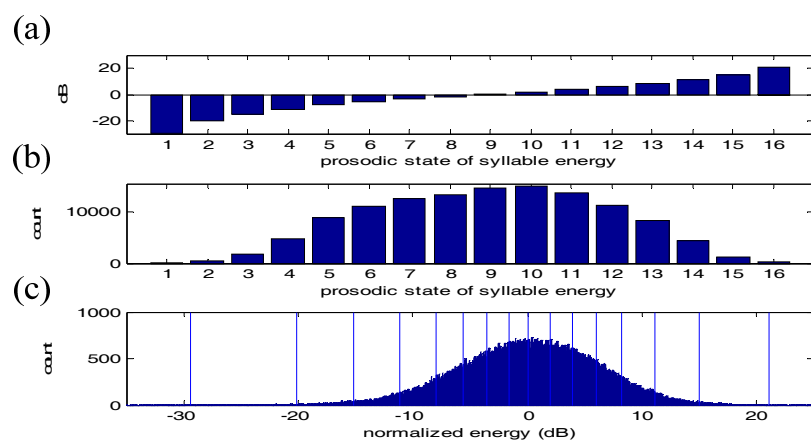 (a)
20
0
-20
dB
1 2 3 4 5 6 7 8 9 10 11 12 13 14 15 16
prosodic state of syllable energy
(b)
10000
0
count
1 2 3 4 5 6 7 8 9 10 11 12 13 14 15 16
prosodic state of syllable energy
(c)
1000
500
0
count
-30 -20 -10 0 10 20
normalized energy (dB)